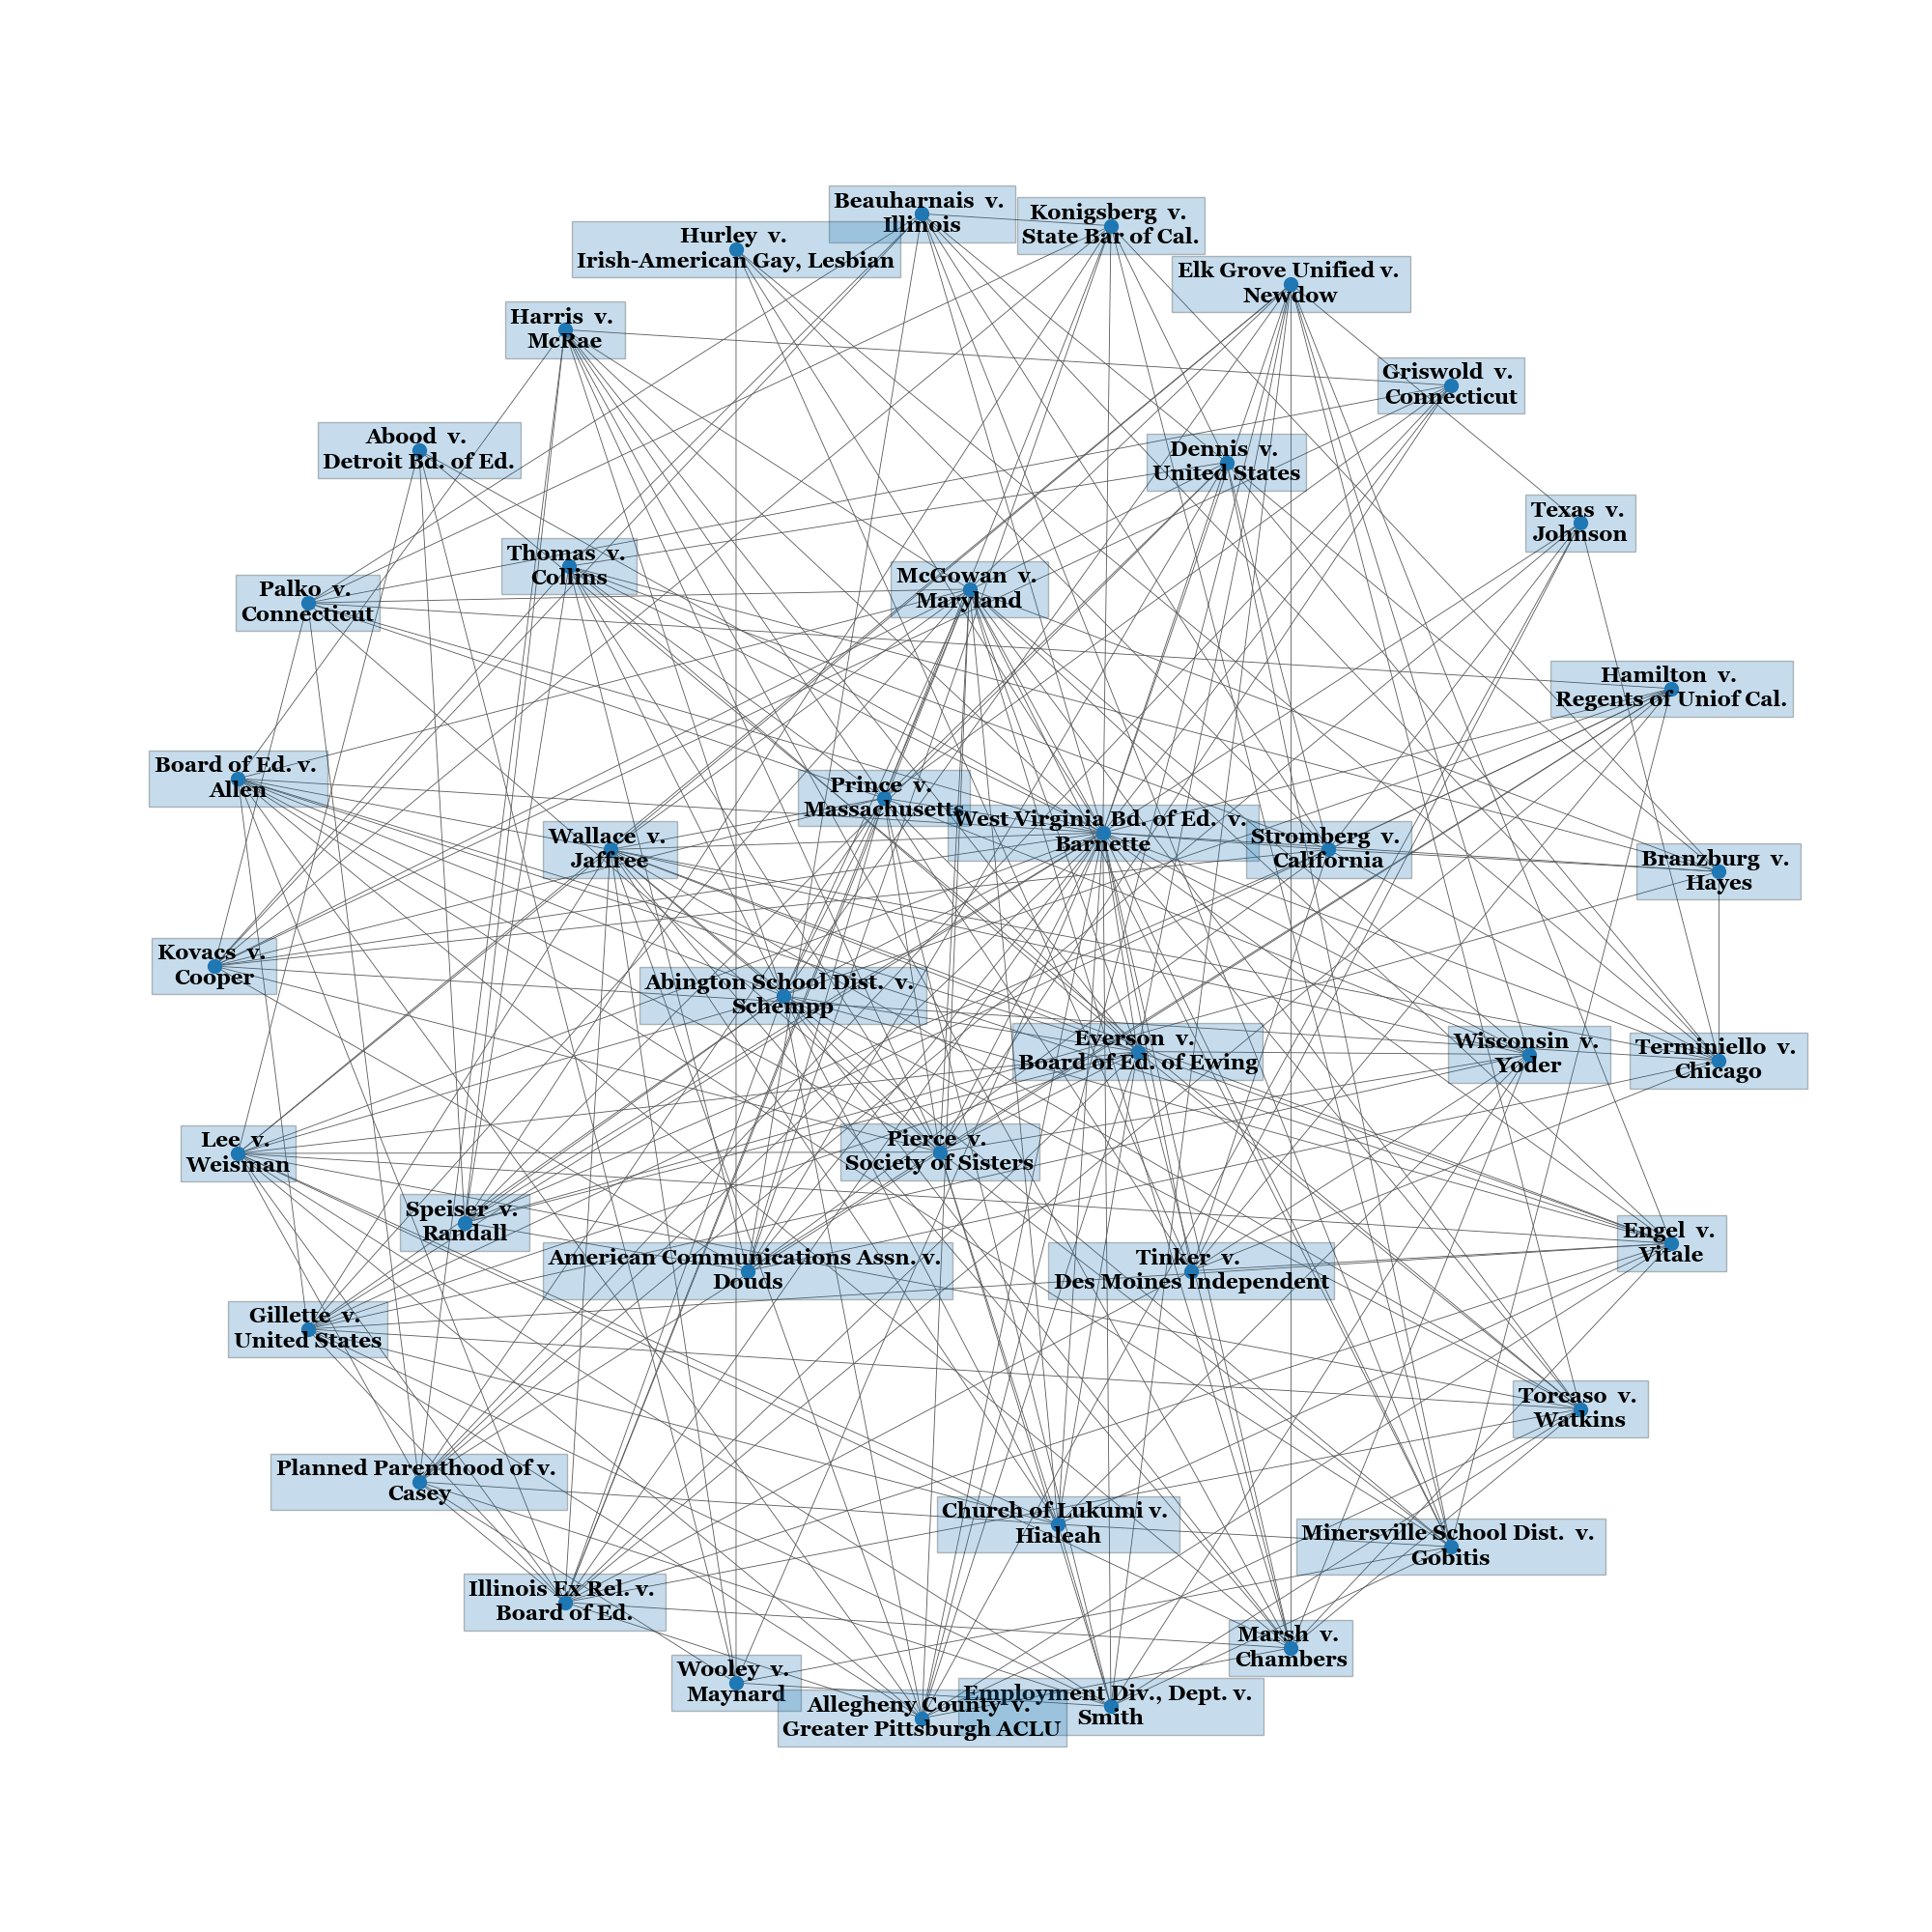 Beauharnais v.
Illinois
Konigsberg v.
State Bar of Cal.
Hurley v.
Irish-American Gay, Lesbian
Elk Grove Unified v.
Newdow
Harris v.
McRae
Griswold v.
Connecticut
Abood v.
Detroit Bd. of Ed.
Dennis v.
United States
Texas v.
Johnson
Thomas v.
Collins
McGowan v.
Maryland
Palko v.
Connecticut
Hamilton v.
Regents of Uniof Cal.
Board of Ed. v.
Allen
Prince v.
Massachusetts
West Virginia Bd. of Ed. v.
Barnette
Wallace v.
Jaffree
Stromberg v.
California
Branzburg v.
Hayes
Kovacs v.
Cooper
Abington School Dist. v.
Schempp
Everson v.
Board of Ed. of Ewing
Wisconsin v.
Yoder
Terminiello v.
Chicago
Lee v.
Weisman
Pierce v.
Society of Sisters
Speiser v.
Randall
Engel v.
Vitale
American Communications Assn. v.
Douds
Tinker v.
Des Moines Independent
Gillette v.
United States
Torcaso v.
Watkins
Planned Parenthood of v.
Casey
Church of Lukumi v.
Hialeah
Minersville School Dist. v.
Gobitis
Illinois Ex Rel. v.
Board of Ed.
Marsh v.
Chambers
Wooley v.
Maynard
Employment Div., Dept. v.
Smith
Allegheny County v.
Greater Pittsburgh ACLU